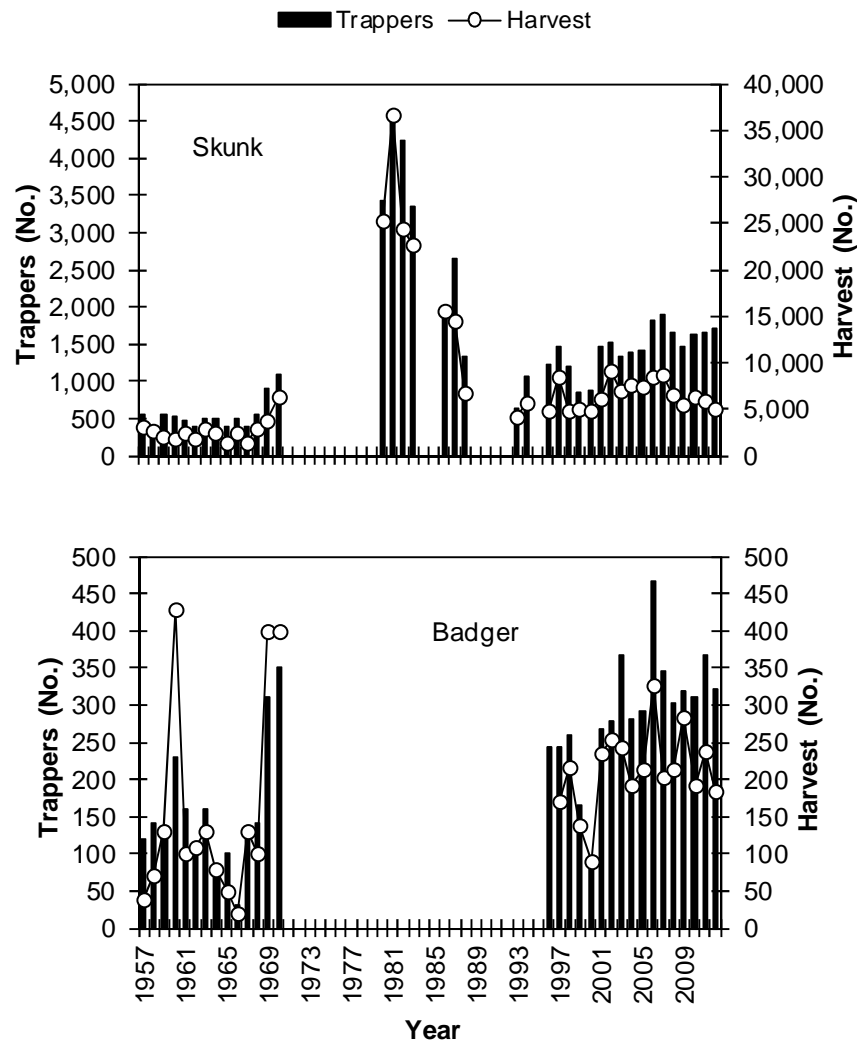 Trappers Harvest
5,000 40,000
4,500 35,000
4,000
Skunk
3,500 30,000
3,000 25,000
2,500 20,000
2,000 15,000
1,500
1,000 10,000
500 5,000
0 0
Trappers (No.)
Harvest (No.)
500 500
450 450
400 Badger 400
350 350
300 300
250 250
200 200
150 150
100 100
50 50
0 0
Trappers (No.)
Harvest (No.)
1957 1961 1965 1969 1973 1977 1981 1985 1989 1993 1997 2001 2005 2009
Year